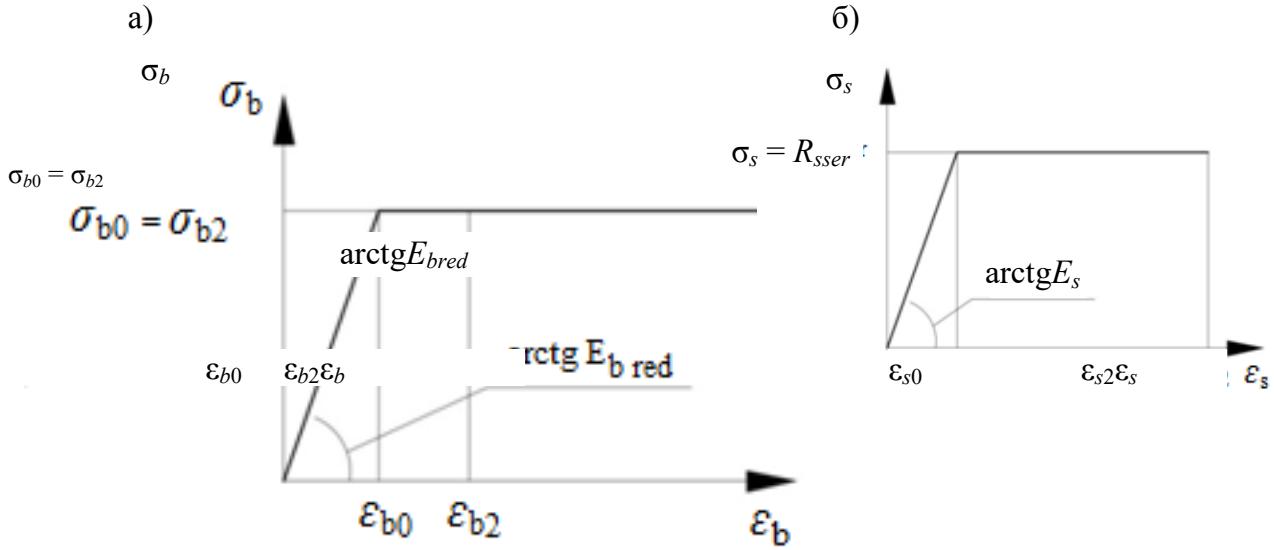 а)
б)
σb
σb
σs
σb0 = σb2
σb0 = σb2
σs = Rsser
arctgEbred
arctgEs
εb0
εb2εb
rctg Eb red
εs0
εs2εs
εs
εb0
εb2
εb